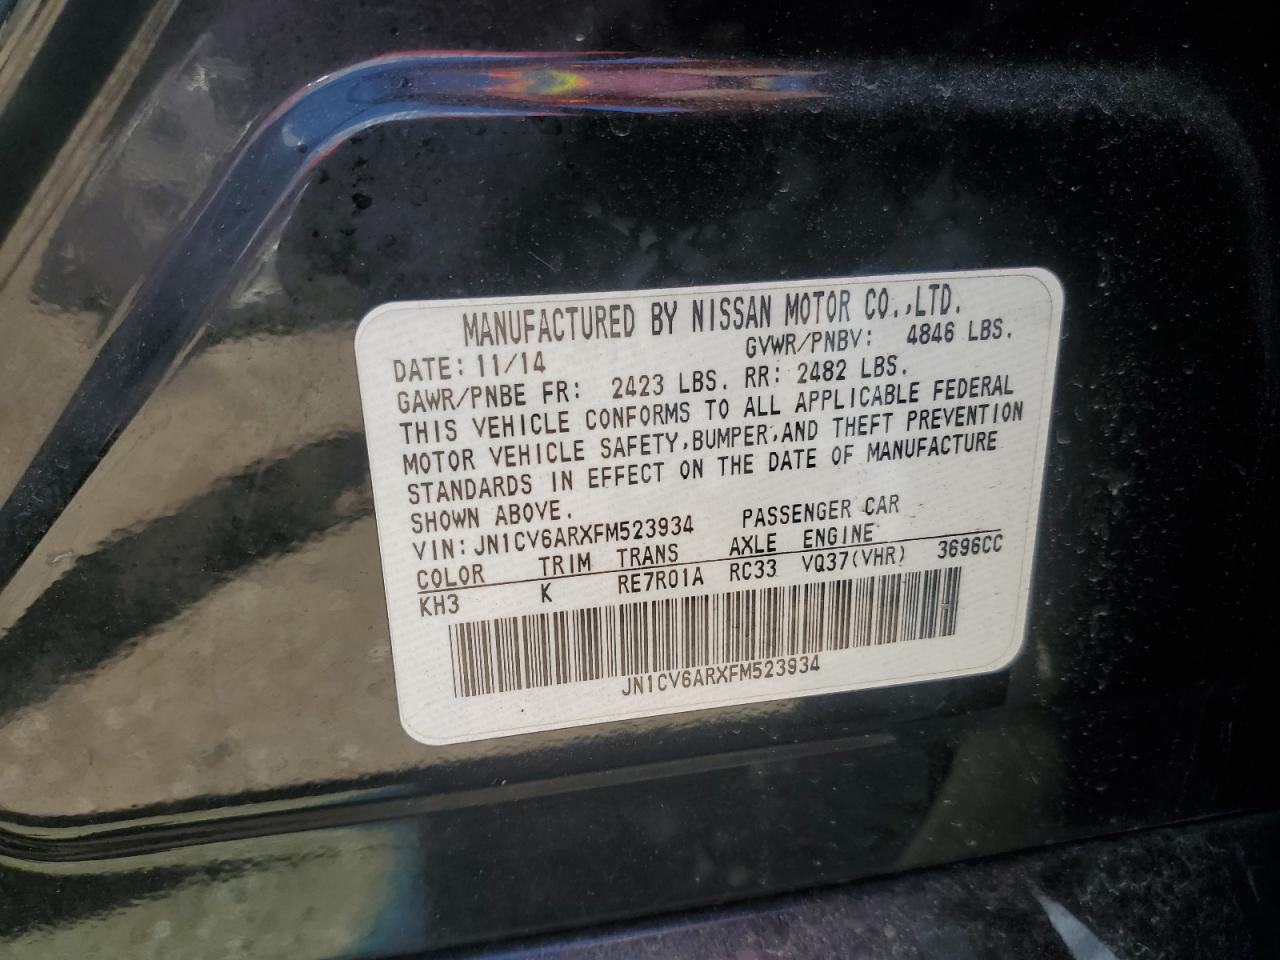 MANUFACTURED BY NISSAN MOTOR CO.,LTD.
DATE: 11/14 GVWR/PNBV: 4846 LBS.
GAWR/PNBE FR: 2423 LBS. RR: 2482 LBS.
THIS VEHICLE CONFORMS TO ALL APPLICABLE FEDERAL
MOTOR VEHICLE SAFETY,BUMPER,AND THEFT PREVENTION
STANDARDS IN EFFECT ON THE DATE OF MANUFACTURE
SHOWN ABOVE.
VIN: JN1CV6ARXFM523934 PASSENGER CAR
COLOR TRIM TRANS AXLE ENGINE
KH3 K RE7R01A RC33 VQ37(VHR) 3696CC
JN1CV6ARXFM523934